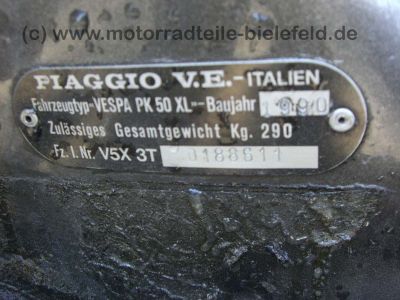 (c) www.motorradteile-bielefeld.de
PIAGGIO V.E.-ITALIEN
Fahrzeugtyp-VESPA PK 50 XL"-Baujahr 1990
Zulässiges Gesamtgewicht Kg. 290
Fz. I. Nr. V5X 3T